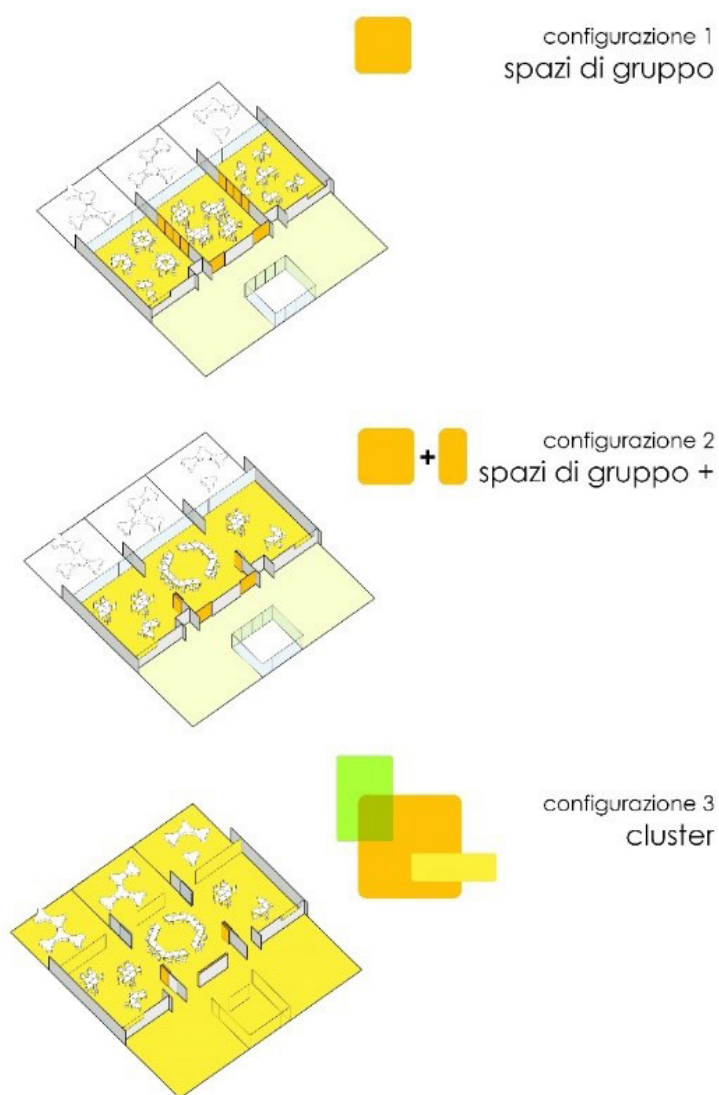 configurazione 1
spazi di gruppo
+
configurazione 2
spazi di gruppo +
configurazione 3
cluster